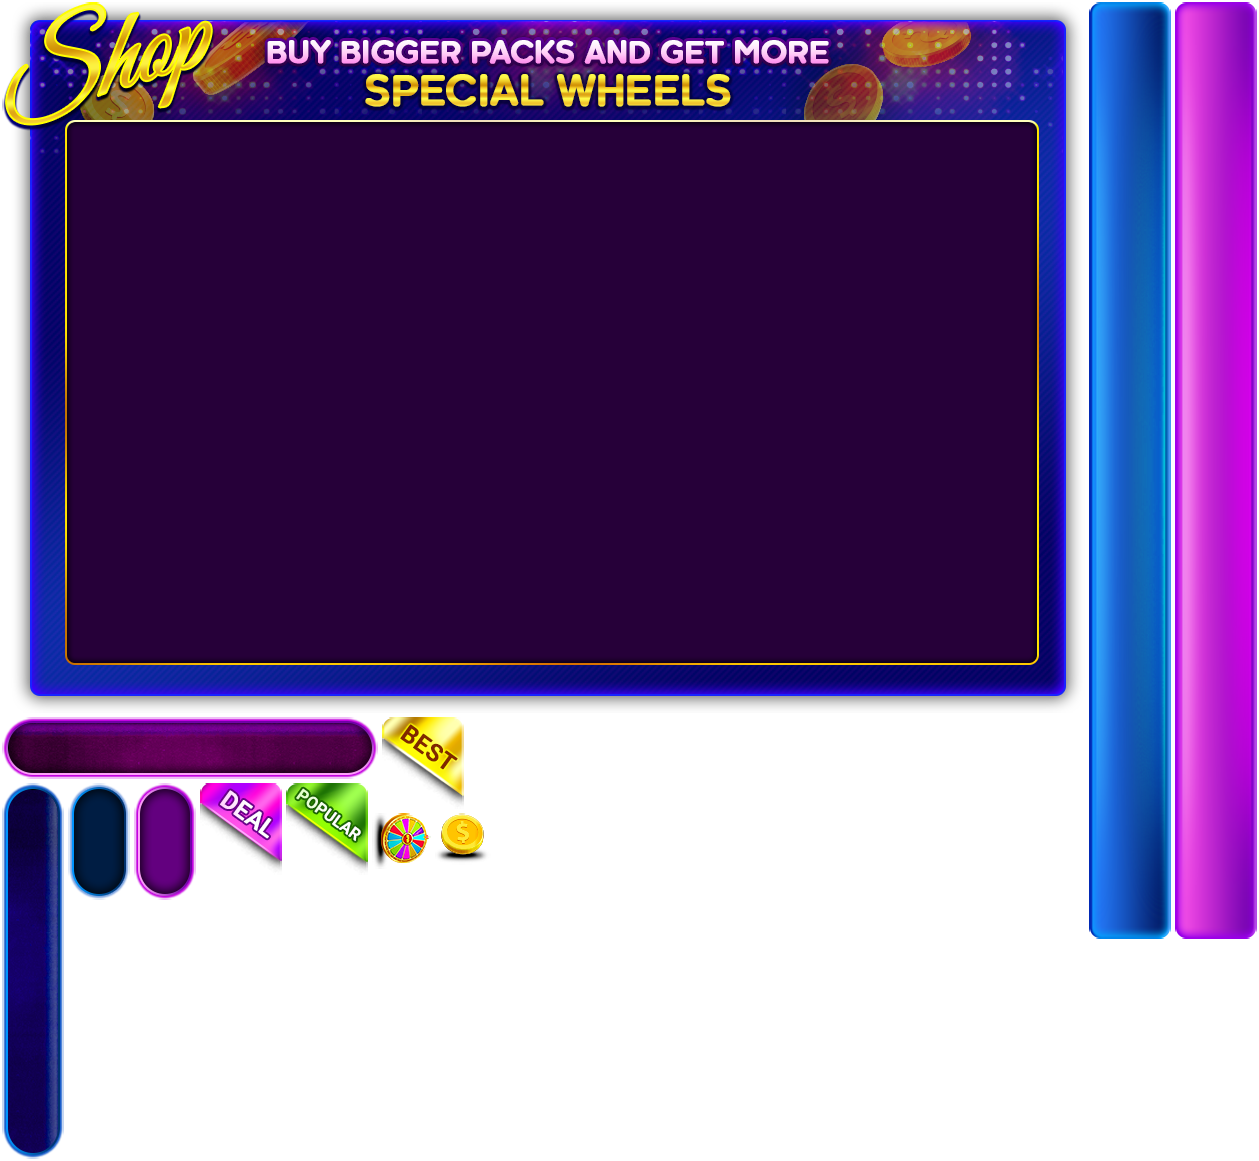 Shop
BUY BIGGER PACKS AND GET MORE
SPECIAL WHEELS
BEST
DEAL
POPULAR